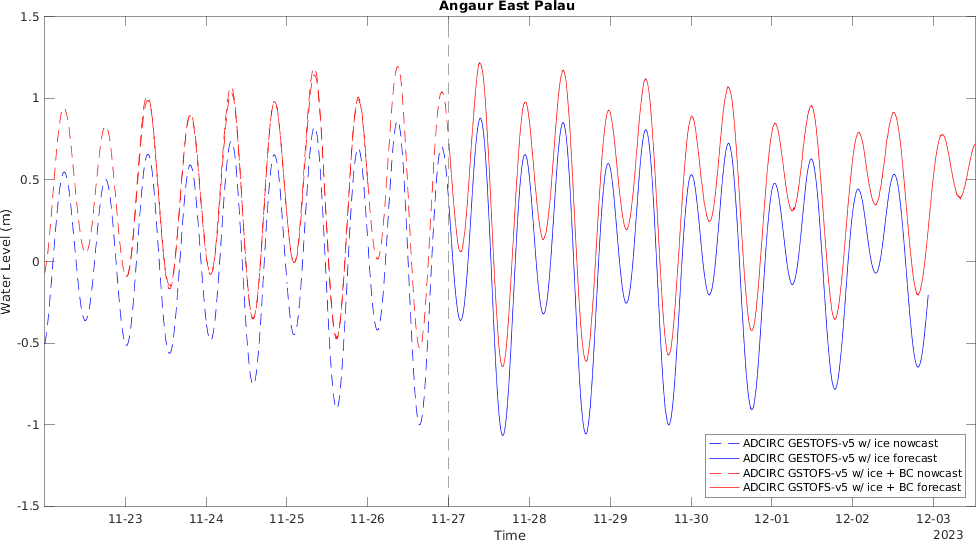 Angaur East Palau
1.5
1
0.5
0
-0.5
-1
-1.5
Water Level (m)
11-23
11-24
11-25
11-26
11-27
11-28
11-29
11-30
12-01
12-02
12-03
Time
2023
ADCIRC GESTOFS-v5 w/ ice nowcast
ADCIRC GESTOFS-v5 w/ ice forecast
ADCIRC GSTOFS-v5 w/ ice + BC nowcast
ADCIRC GSTOFS-v5 w/ ice + BC forecast